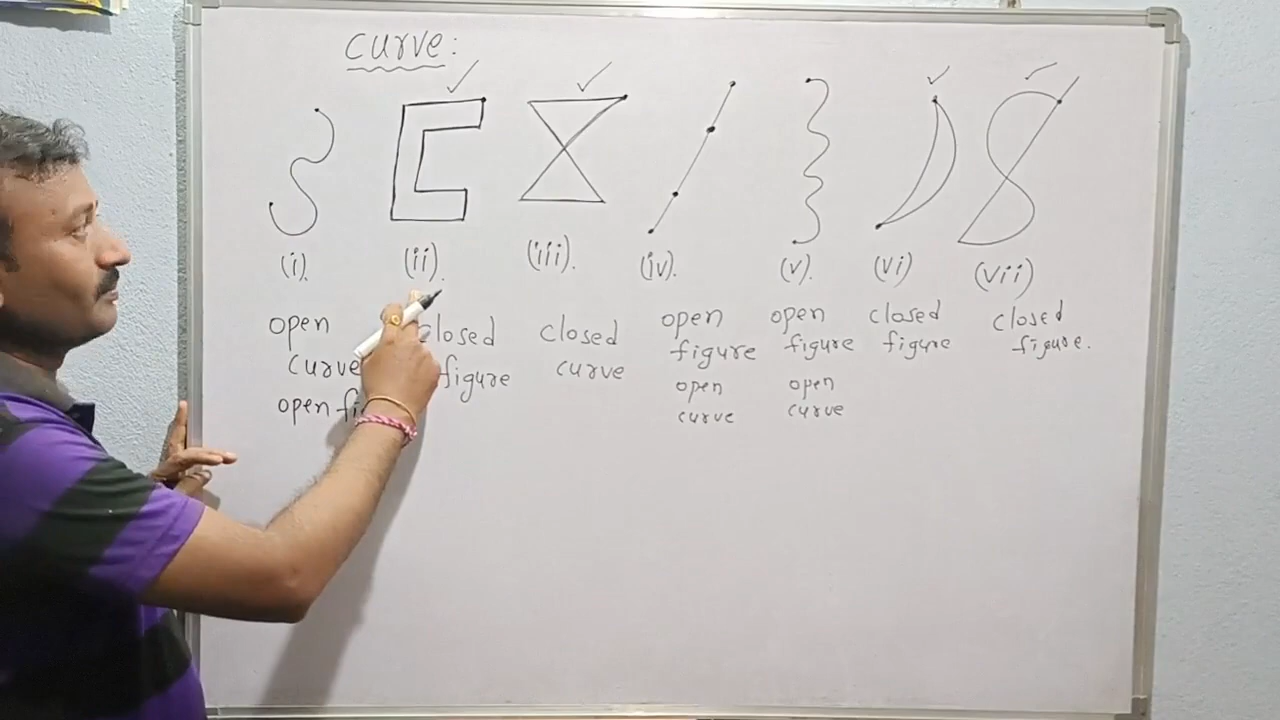 curve:
(i). (ii). (iii). (iv). (v). (vi) (vii)
open
curve
open
closed
figure
closed
curve
open
figure
open
curve
open
figure
open
curve
closed
figure
closed
figure.